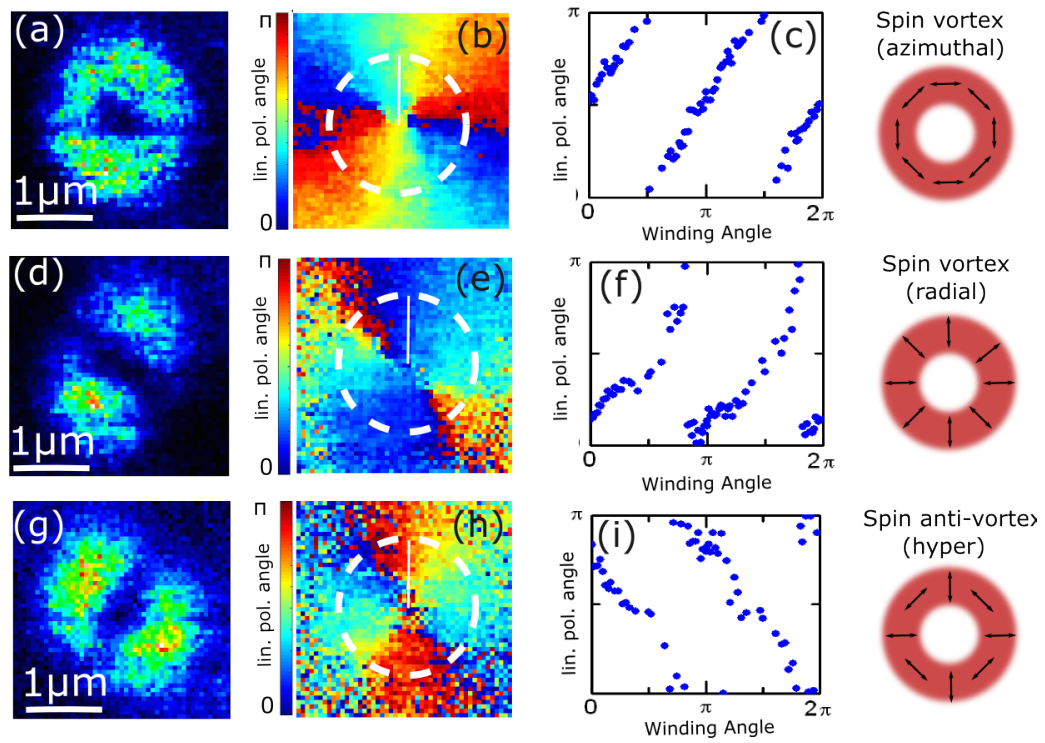 (a)
1μm
Π
lin. pol. angle
0
(b)
π
(c)
lin. pol. angle
0
π
2π
Winding Angle
Spin vortex
(azimuthal)
(d)
1μm
Π
lin. pol. angle
0
(e)
π
(f)
lin. pol. angle
0
0
π
2π
Winding Angle
Spin vortex
(radial)
(g)
1μm
Π
lin. pol. angle
0
(h)
π
(i)
lin. pol. angle
0
π
2π
Winding Angle
Spin anti-vortex
(hyper)